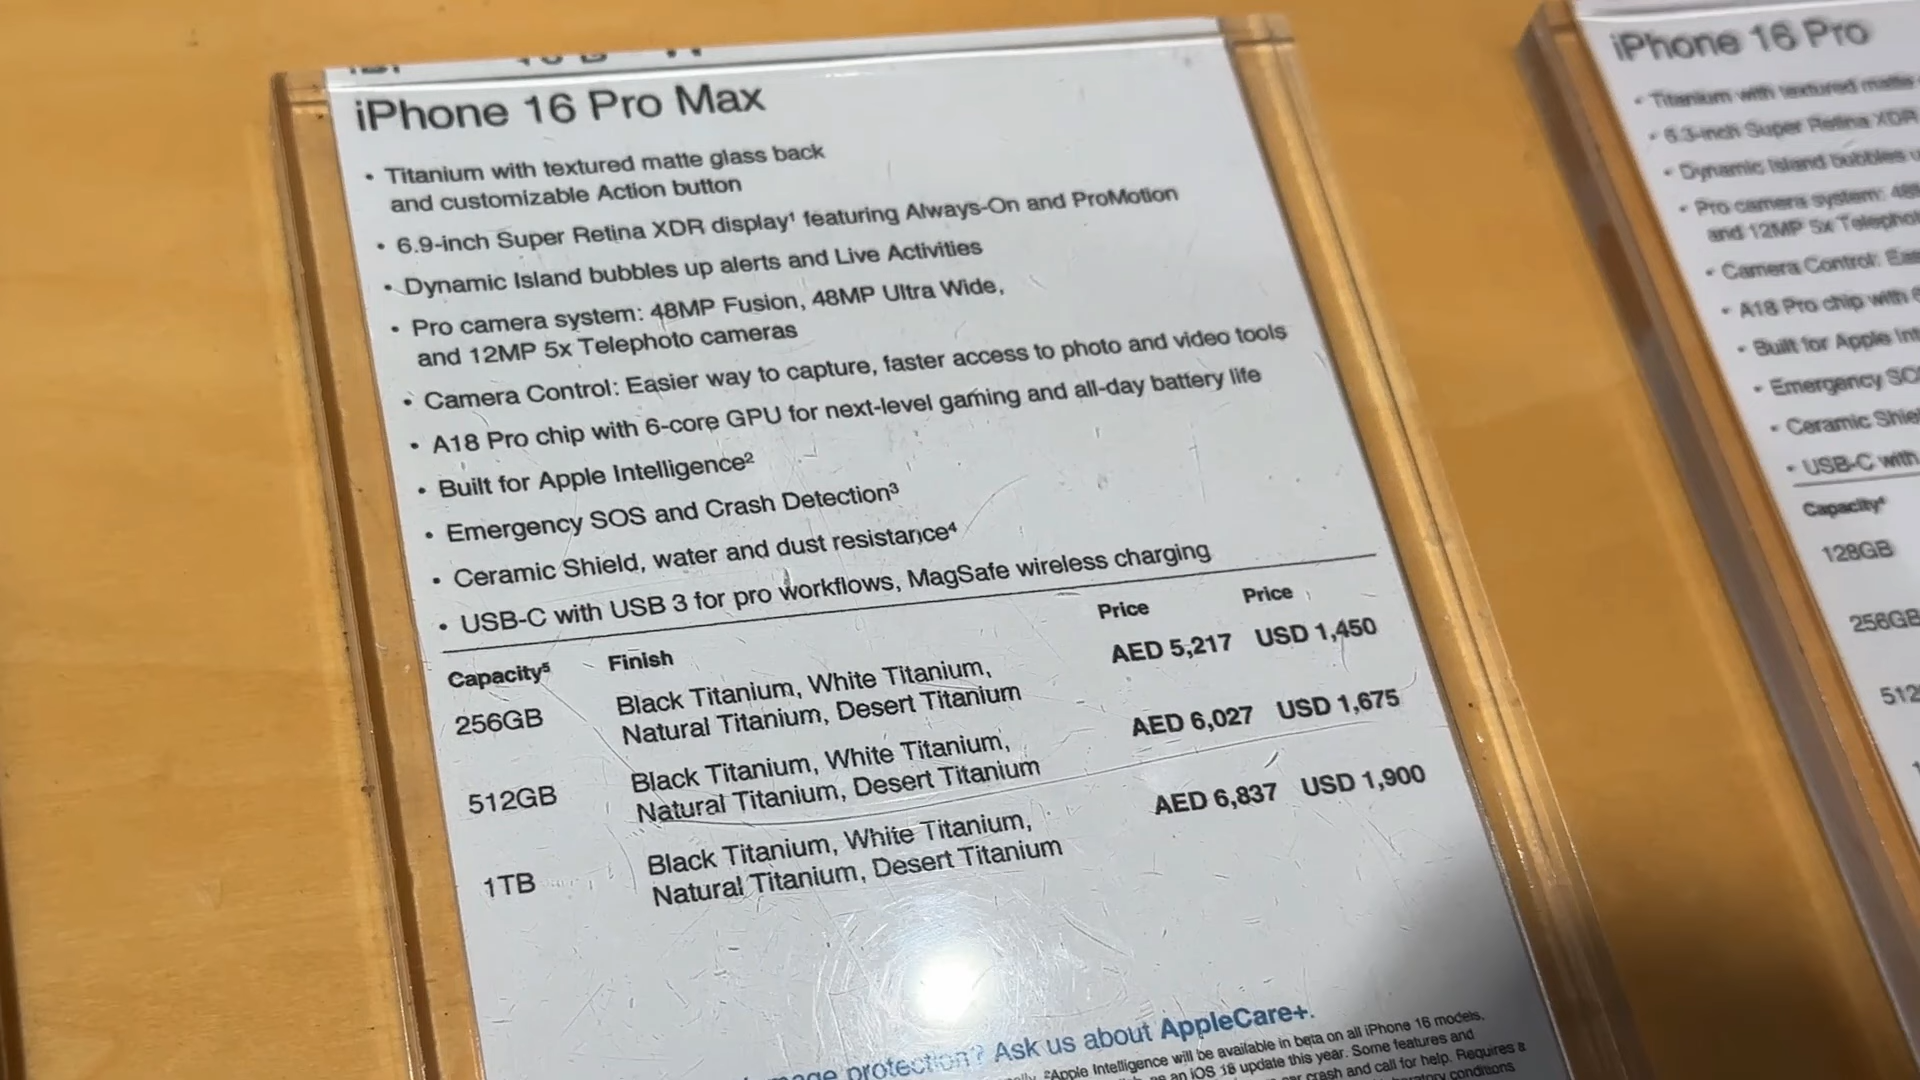 iPhone 16 Pro Max
• Titanium with textured matte glass back
and customizable Action button
• 6.9-inch Super Retina XDR display¹ featuring Always-On and ProMotion
• Dynamic Island bubbles up alerts and Live Activities
• Pro camera system: 48MP Fusion, 48MP Ultra Wide,
and 12MP 5x Telephoto cameras
• Camera Control: Easier way to capture, faster access to photo and video tools
• A18 Pro chip with 6-core GPU for next-level gaming and all-day battery life
• Built for Apple Intelligence²
• Emergency SOS and Crash Detection³
• Ceramic Shield, water and dust resistance⁴
• USB-C with USB 3 for pro workflows, MagSafe wireless charging
Capacity⁵ Finish Price Price
256GB Black Titanium, White Titanium, AED 5,217 USD 1,450
Natural Titanium, Desert Titanium
512GB Black Titanium, White Titanium, AED 6,027 USD 1,675
Natural Titanium, Desert Titanium
1TB Black Titanium, White Titanium, AED 6,837 USD 1,900
Natural Titanium, Desert Titanium
protection? Ask us about AppleCare+.
²Apple Intelligence will be available in beta on all iPhone 16 models,
an iOS 18 update this year. Some features and
crash and call for help. Requires a
conditions
iPhone 16 Pro
• Titanium with textured matte
• 6.3-inch Super Retina XDR
• Dynamic Island bubbles
• Pro camera system:
and 12MP 5x
• Camera Control:
• A18 Pro chip with
• Built for Apple
• Emergency
• Ceramic
• USB-C with
Capacity⁴
128GB
256GB